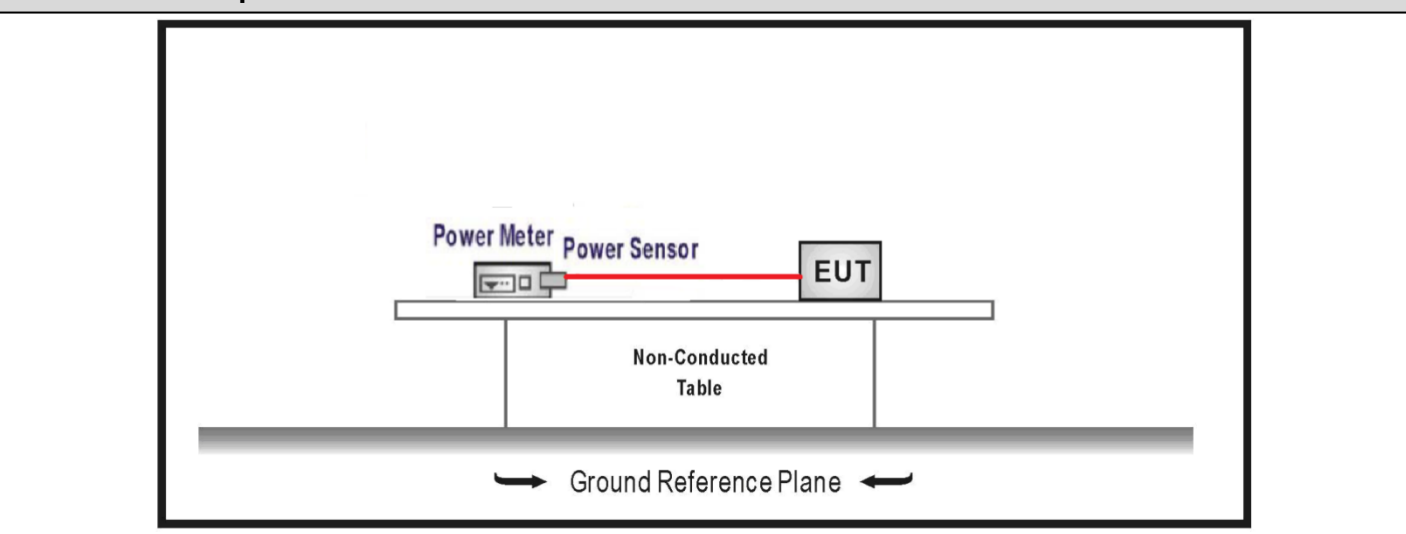 Power Meter
Power Sensor
EUT
Non-Conducted
Table
Ground Reference Plane